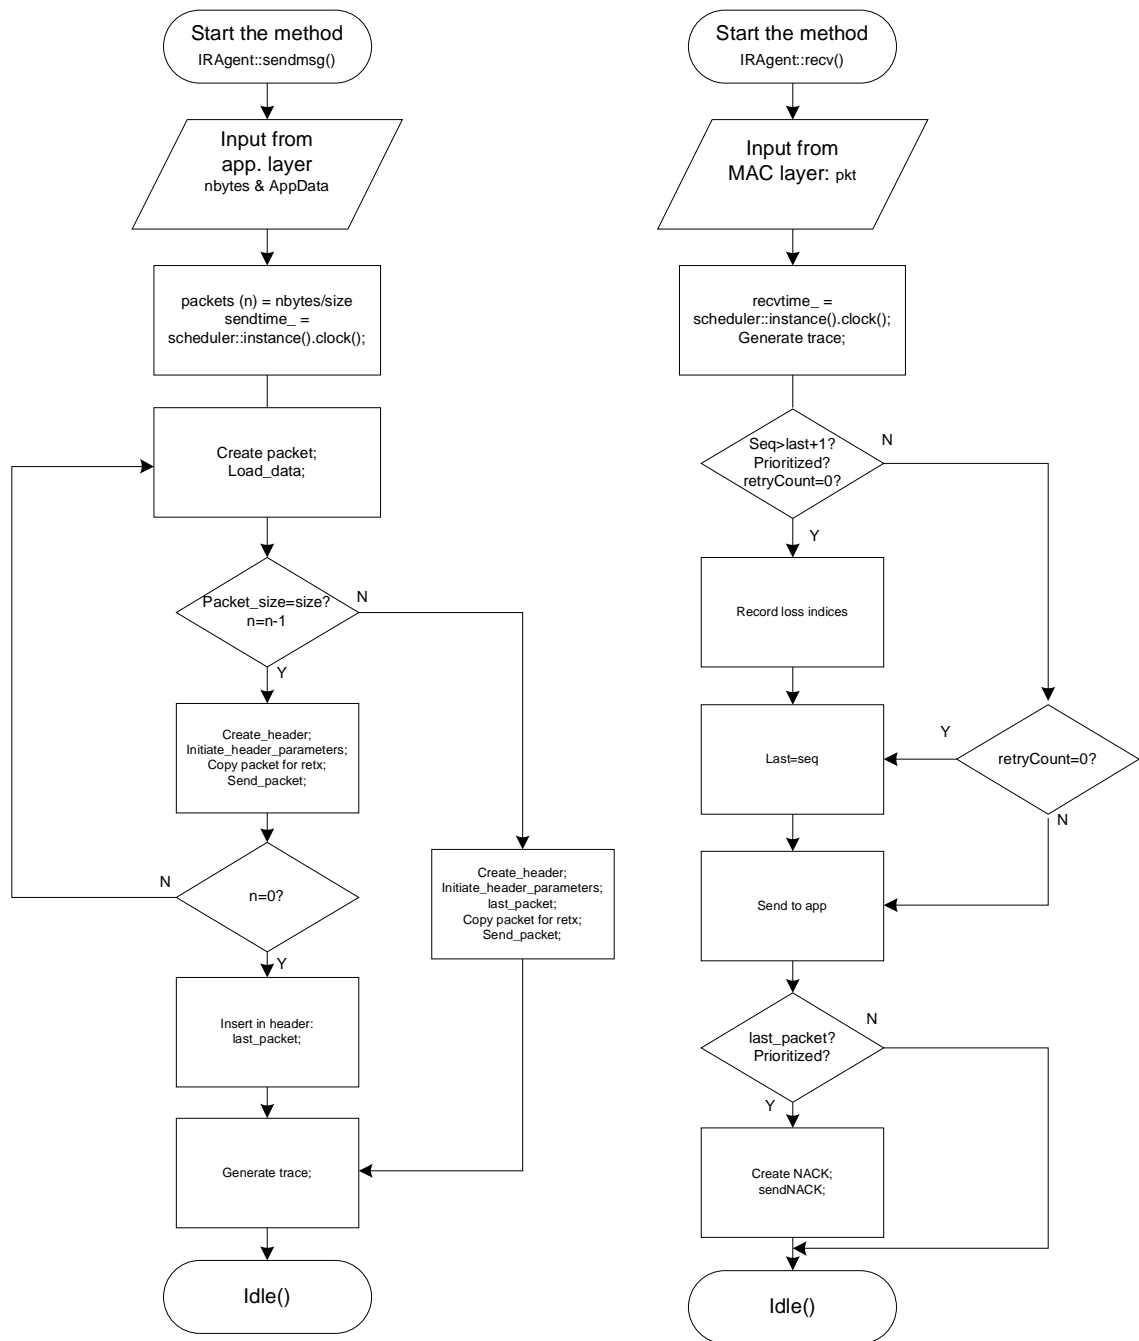 Start the method
IRAgent::sendmsg()
Input from
app. layer
nbytes & AppData
packets (n) = nbytes/size
sendtime_ =
scheduler::instance().clock();
Create packet;
Load_data;
Packet_size=size?
n=n-1
N
Y
Create_header;
Initiate_header_parameters;
Copy packet for retx;
Send_packet;
n=0?
N
Y
Create_header;
Initiate_header_parameters;
last_packet;
Copy packet for retx;
Send_packet;
Insert in header:
last_packet;
Generate trace;
Idle()
Start the method
IRAgent::recv()
Input from
MAC layer: pkt
recvtime_ =
scheduler::instance().clock();
Generate trace;
Seq>last+1?
Prioritized?
retryCount=0?
N
Y
Record loss indices
Last=seq
Y
retryCount=0?
N
Send to app
last_packet?
Prioritized?
N
Y
Create NACK;
sendNACK;
Idle()